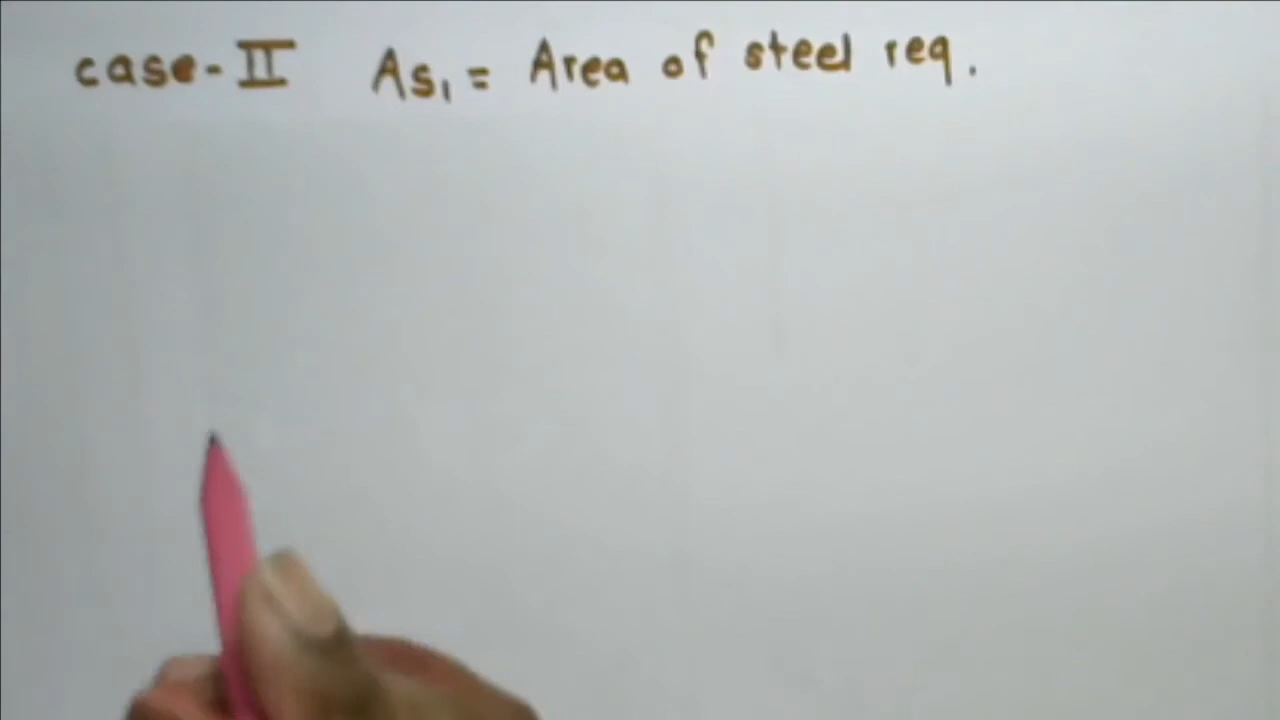 case-II As₁ = Area of steel req.